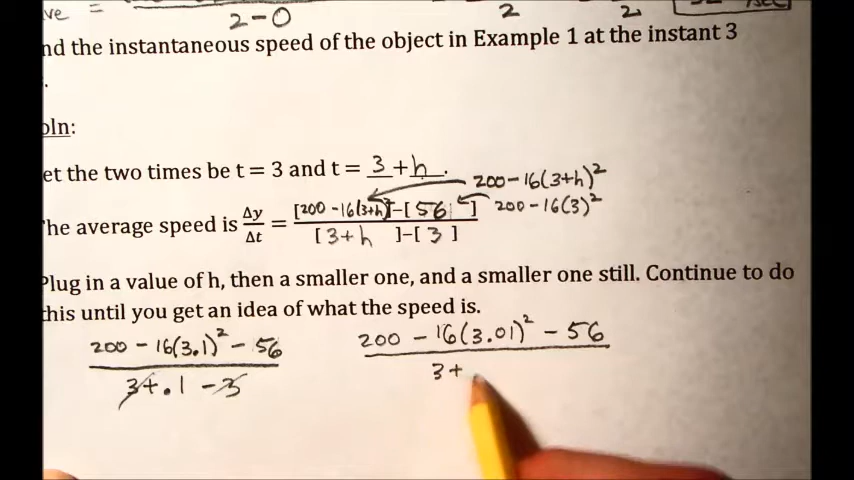 ve =
2-0 2 2 sec
nd the instantaneous speed of the object in Example 1 at the instant 3
.
oln:
et the two times be t = 3 and t = 3 + h .
200-16(3+h)²
he average speed is Δy/Δt = [200-16(3+h)²]-[56]/[3+h]-[3] 200-16(3)²
Plug in a value of h, then a smaller one, and a smaller one still. Continue to do
this until you get an idea of what the speed is.
200-16(3.1)²-56 200-16(3.01)²-56
3+.1-3 3+